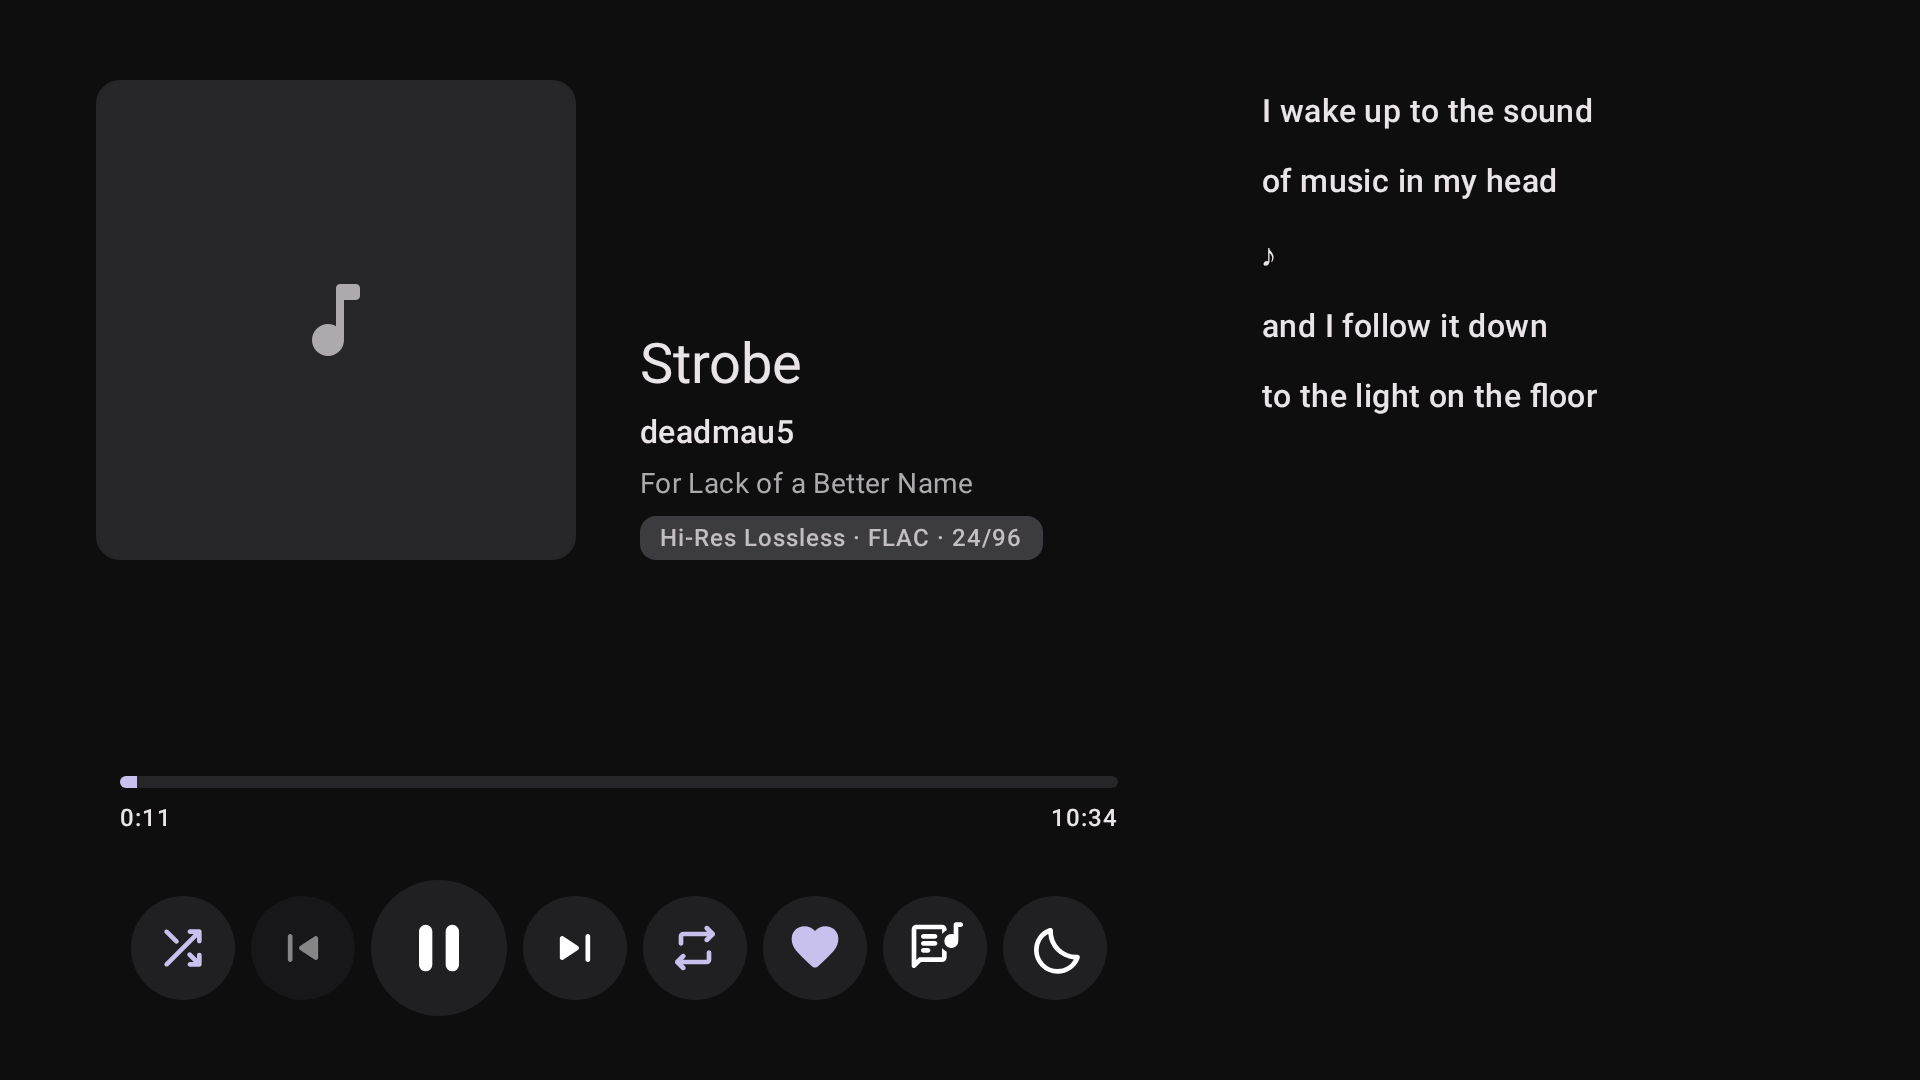 Strobe
deadmau5
For Lack of a Better Name
Hi-Res Lossless · FLAC · 24/96
0:11
10:34
I wake up to the sound
of music in my head
♪
and I follow it down
to the light on the floor